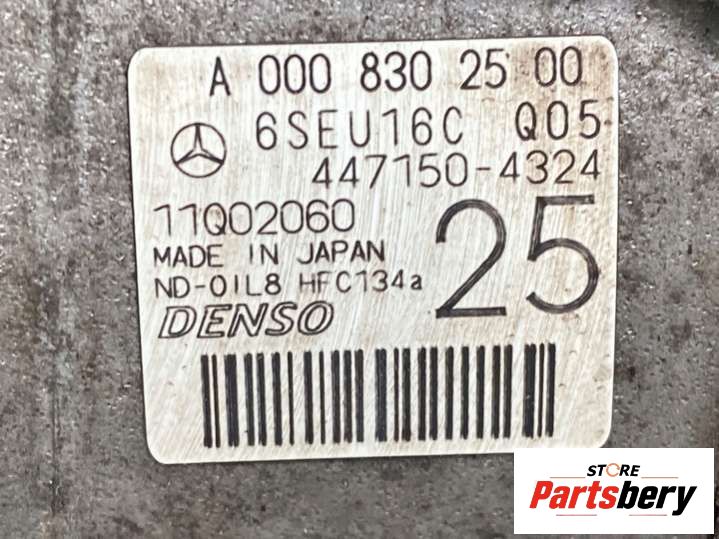 A 000 830 25 00
6SEU16C Q05
447150-4324
11Q02060
25
MADE IN JAPAN
ND-OIL8 HFC134a
DENSO
STORE
Partsbery